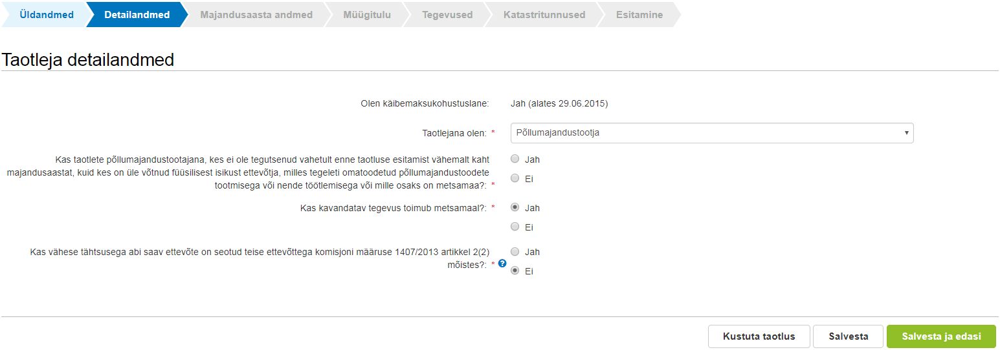 Üldandmed Detailandmed Majandusaasta andmed Müügitulu Tegevused Katastritunnused Esitamine
Taotleja detailandmed
Olen käibemaksukohustuslane: Jah (alates 29.06.2015)
Taotlejana olen: * Põllumajandustootja
Kas taotlete põllumajandustootajana, kes ei ole tegutsenud vahetult enne taotluse esitamist vähemalt kaht
majandusaastat, kuid kes on üle võtnud füüsilisest isikust ettevõtja, milles tegeleti omatoodetud põllumajandustoodete
tootmisega või nende töötlemisega või mille osaks on metsamaa?: *
Jah
Ei
Kas kavandatav tegevus toimub metsamaal?: * Jah
Ei
Kas vähese tähtsusega abi saav ettevõte on seotud teise ettevõttega komisjoni määruse 1407/2013 artikkel 2(2)
mõistes?: * ?
Jah
Ei
Kustuta taotlus Salvesta Salvesta ja edasi